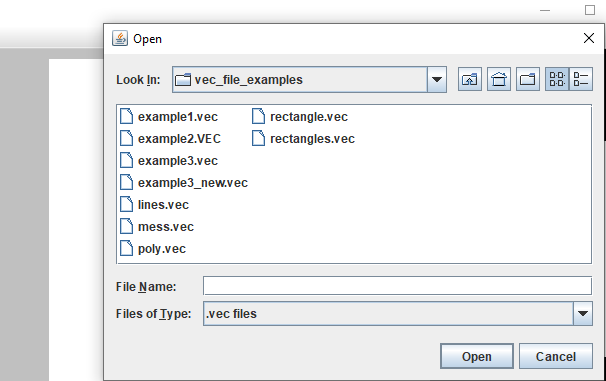 Open
Look In: vec_file_examples
example1.vec rectangle.vec
example2.VEC rectangles.vec
example3.vec
example3_new.vec
lines.vec
mess.vec
poly.vec
File Name:
Files of Type: .vec files
Open Cancel